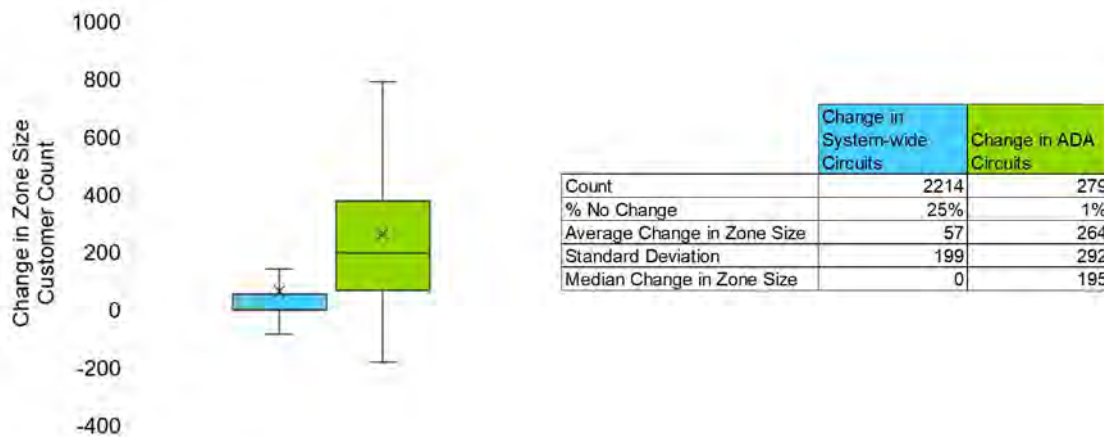 1000
800
600
400
200
0
-200
-400
Change in Zone Size
Customer Count
Change in
System-wide
Circuits
Change in ADA
Circuits
Count 2214 279
% No Change 25% 1%
Average Change in Zone Size 57 264
Standard Deviation 199 292
Median Change in Zone Size 0 195